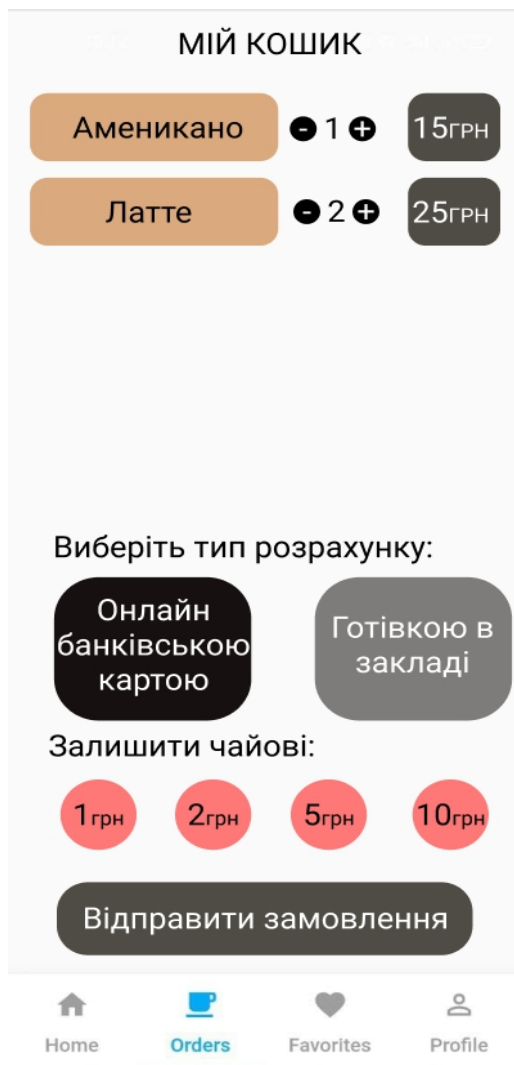 МІЙ КОШИК
Аменикано - 1 + 15грн
Латте - 2 + 25грн
Виберіть тип розрахунку:
Онлайн
банківською
картою
Готівкою в
закладі
Залишити чайові:
1грн 2грн 5грн 10грн
Відправити замовлення
Home Orders Favorites Profile